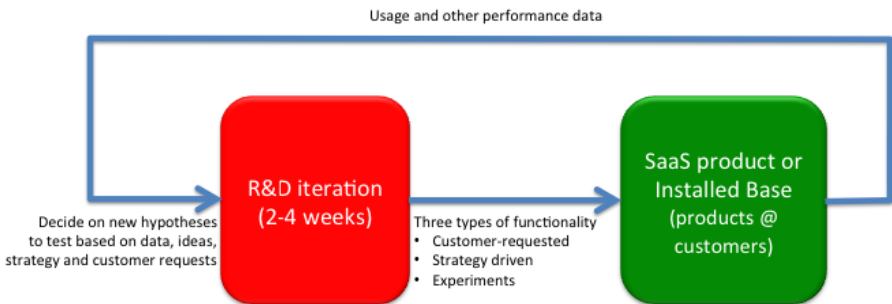 Usage and other performance data
R&D iteration
(2-4 weeks)
SaaS product or
Installed Base
(products @
customers)
Decide on new hypotheses
to test based on data, ideas,
strategy and customer requests
Three types of functionality
• Customer-requested
• Strategy driven
• Experiments